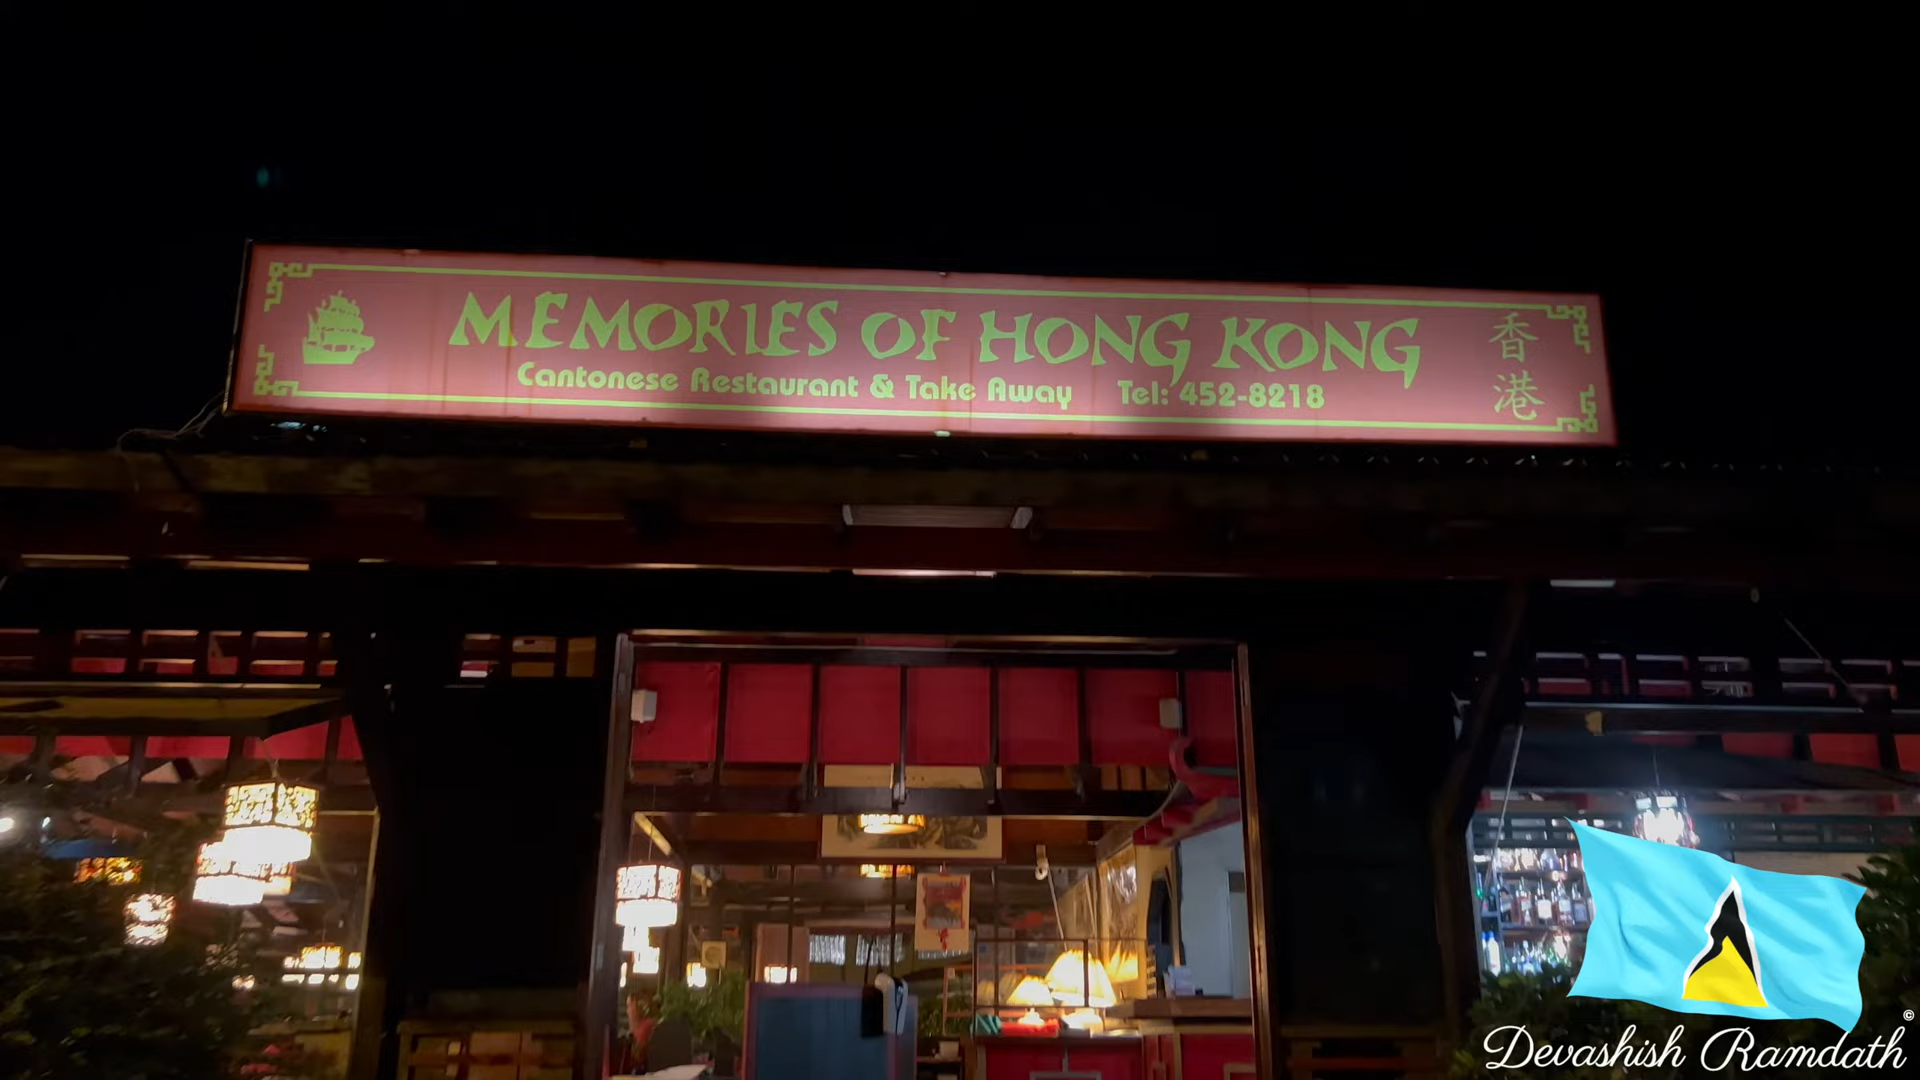 MEMORIES OF HONG KONG
Cantonese Restaurant & Take Away Tel: 452-8218
香港
©
Devashish Ramdath